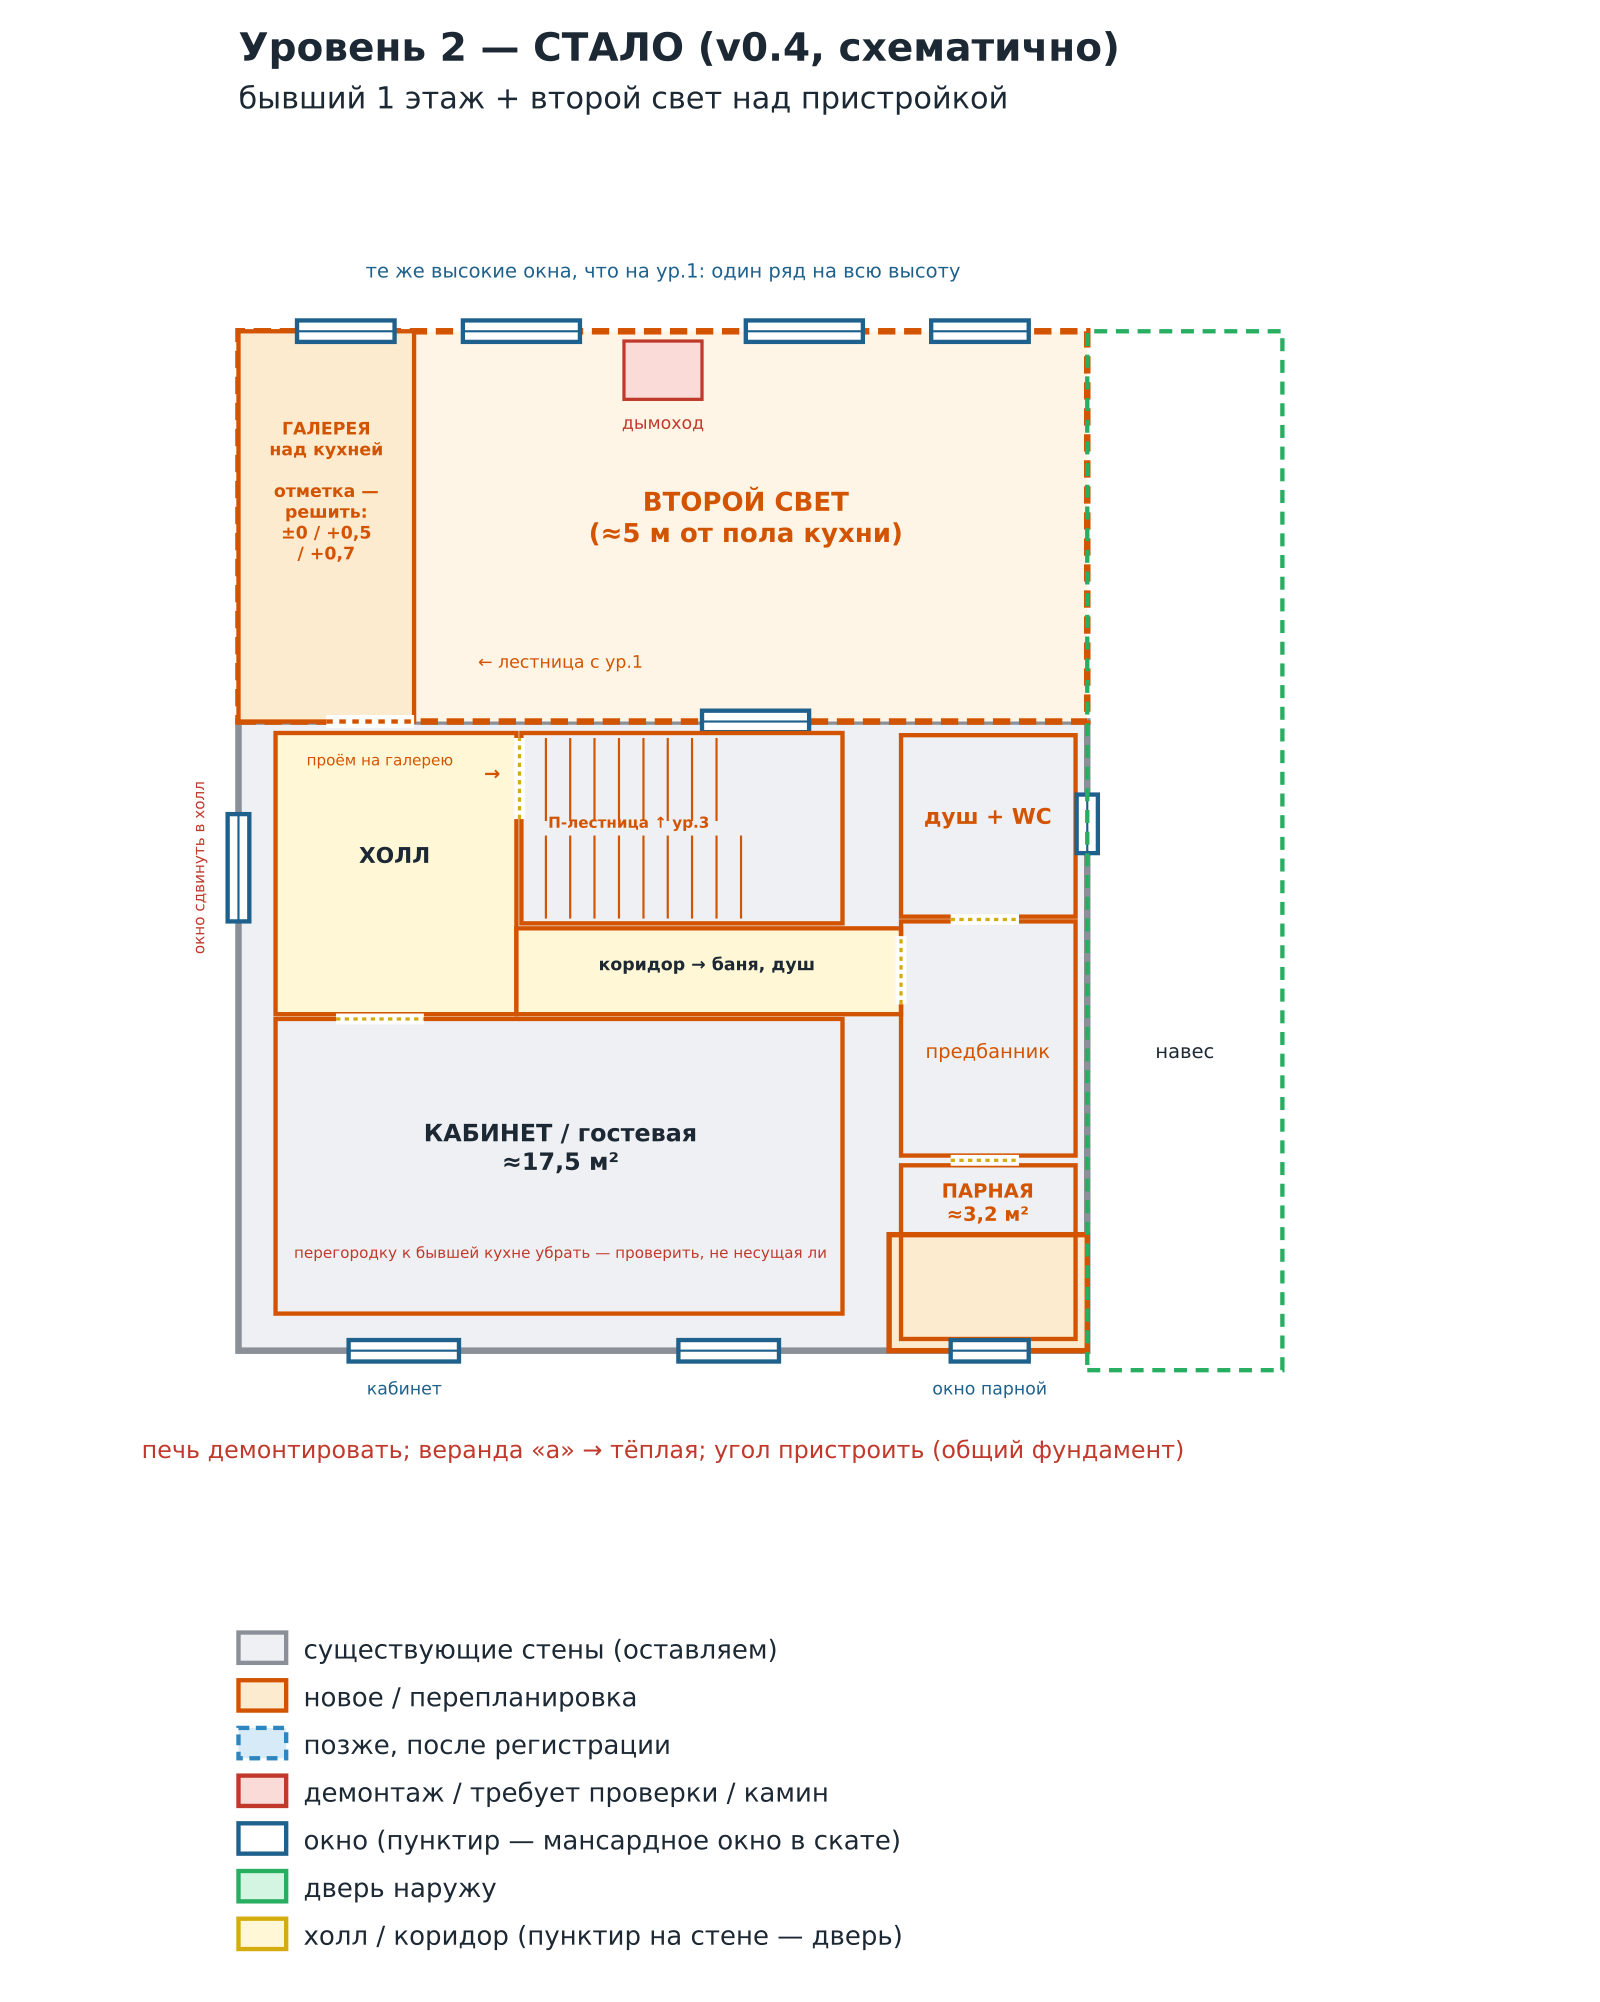 Уровень 2 — СТАЛО (v0.4, схематично)
бывший 1 этаж + второй свет над пристройкой
те же высокие окна, что на ур.1: один ряд на всю высоту
ГАЛЕРЕЯ
над кухней
отметка —
решить:
±0 / +0,5
/ +0,7
дымоход
ВТОРОЙ СВЕТ
(≈5 м от пола кухни)
← лестница с ур.1
проём на галерею
→
П-лестница ↑ ур.3
душ + WC
окно сдвинуть в холл
ХОЛЛ
коридор → баня, душ
предбанник
навес
КАБИНЕТ / гостевая
≈17,5 м²
ПАРНАЯ
≈3,2 м²
перегородку к бывшей кухне убрать — проверить, не несущая ли
кабинет
окно парной
печь демонтировать; веранда «а» → тёплая; угол пристроить (общий фундамент)
существующие стены (оставляем)
новое / перепланировка
позже, после регистрации
демонтаж / требует проверки / камин
окно (пунктир — мансардное окно в скате)
дверь наружу
холл / коридор (пунктир на стене — дверь)